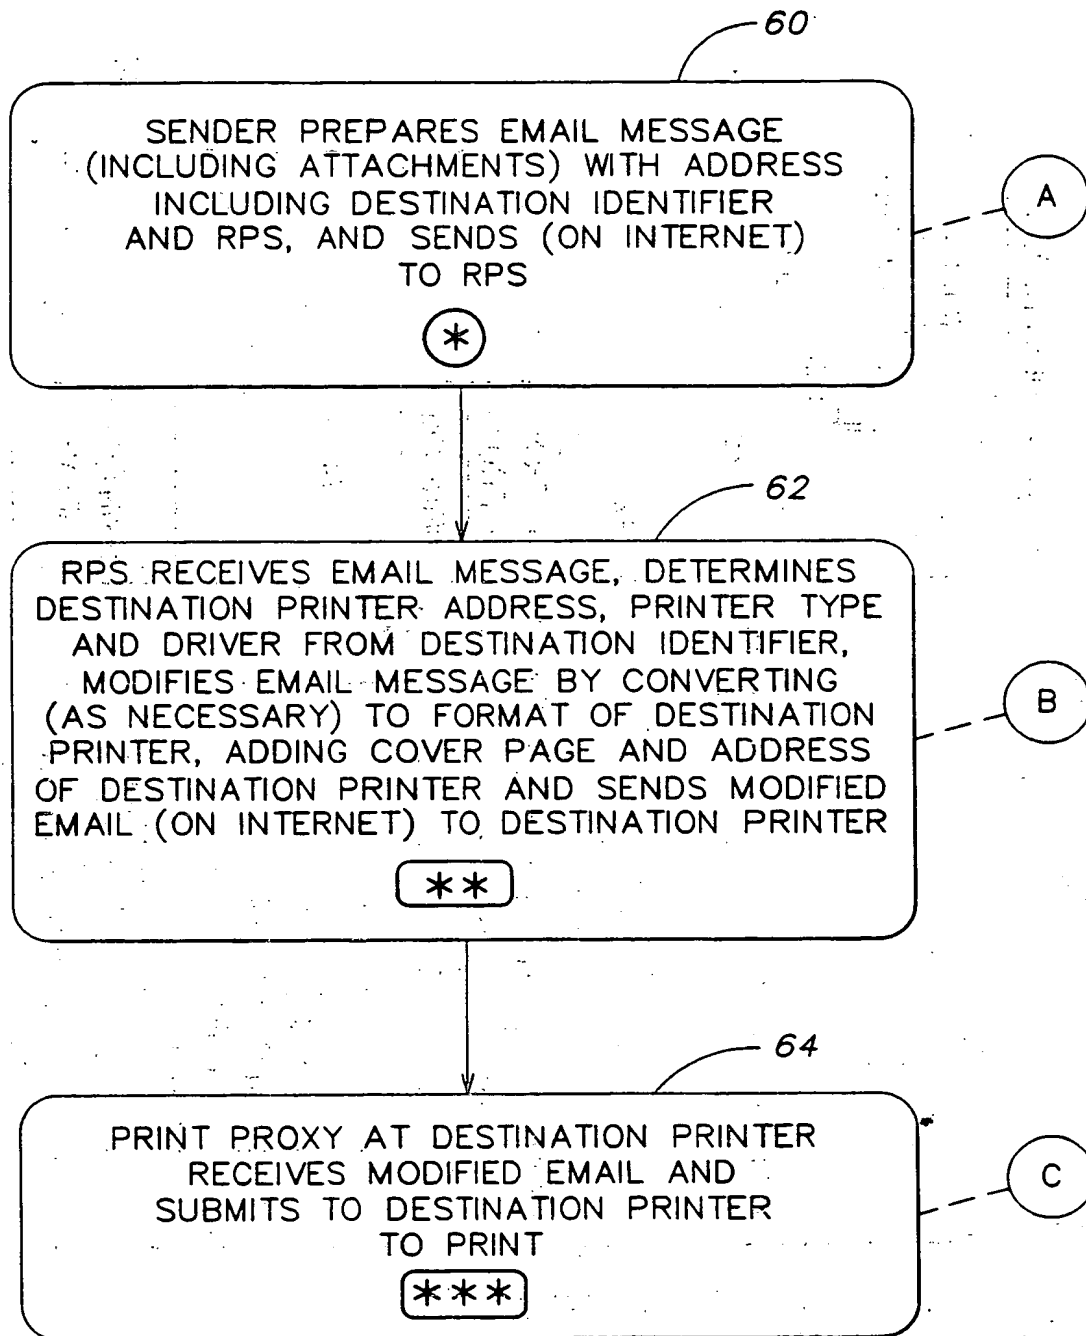 60
SENDER PREPARES EMAIL MESSAGE
(INCLUDING ATTACHMENTS) WITH ADDRESS
INCLUDING DESTINATION IDENTIFIER
AND RPS, AND SENDS (ON INTERNET)
TO RPS
*
A
62
RPS RECEIVES EMAIL MESSAGE, DETERMINES
DESTINATION PRINTER ADDRESS, PRINTER TYPE
AND DRIVER FROM DESTINATION IDENTIFIER,
MODIFIES EMAIL MESSAGE BY CONVERTING
(AS NECESSARY) TO FORMAT OF DESTINATION
PRINTER, ADDING COVER PAGE AND ADDRESS
OF DESTINATION PRINTER AND SENDS MODIFIED
EMAIL (ON INTERNET) TO DESTINATION PRINTER
**
B
64
PRINT PROXY AT DESTINATION PRINTER
RECEIVES MODIFIED EMAIL AND
SUBMITS TO DESTINATION PRINTER
TO PRINT
***
C